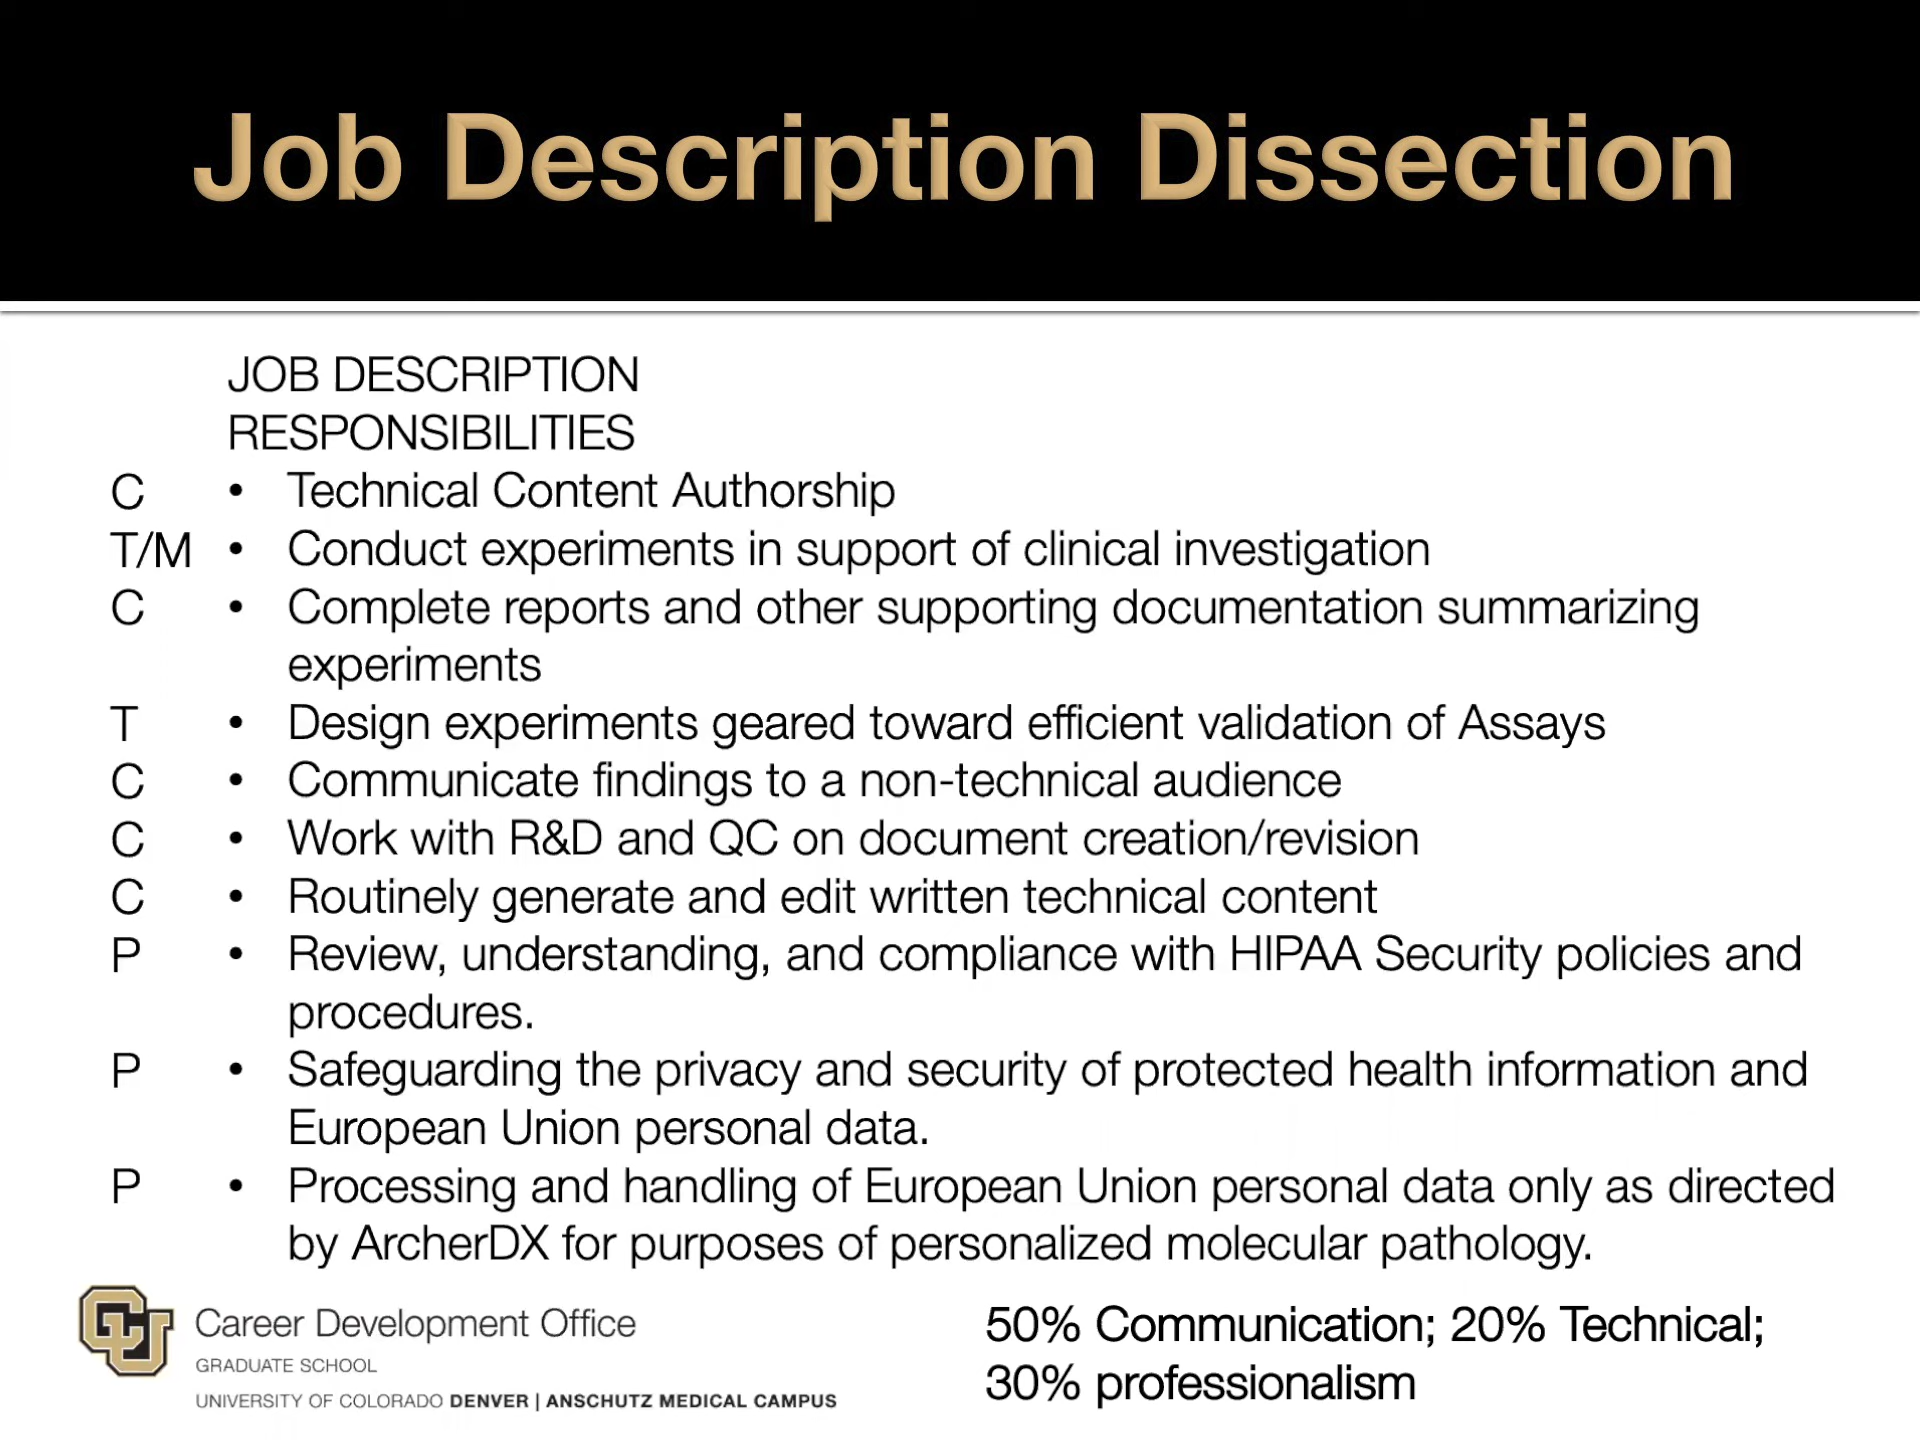 Job Description Dissection
JOB DESCRIPTION
RESPONSIBILITIES
C • Technical Content Authorship
T/M • Conduct experiments in support of clinical investigation
C • Complete reports and other supporting documentation summarizing
experiments
T • Design experiments geared toward efficient validation of Assays
C • Communicate findings to a non-technical audience
C • Work with R&D and QC on document creation/revision
C • Routinely generate and edit written technical content
P • Review, understanding, and compliance with HIPAA Security policies and
procedures.
P • Safeguarding the privacy and security of protected health information and
European Union personal data.
P • Processing and handling of European Union personal data only as directed
by ArcherDX for purposes of personalized molecular pathology.
CU
Career Development Office
GRADUATE SCHOOL
UNIVERSITY OF COLORADO DENVER | ANSCHUTZ MEDICAL CAMPUS
50% Communication; 20% Technical;
30% professionalism